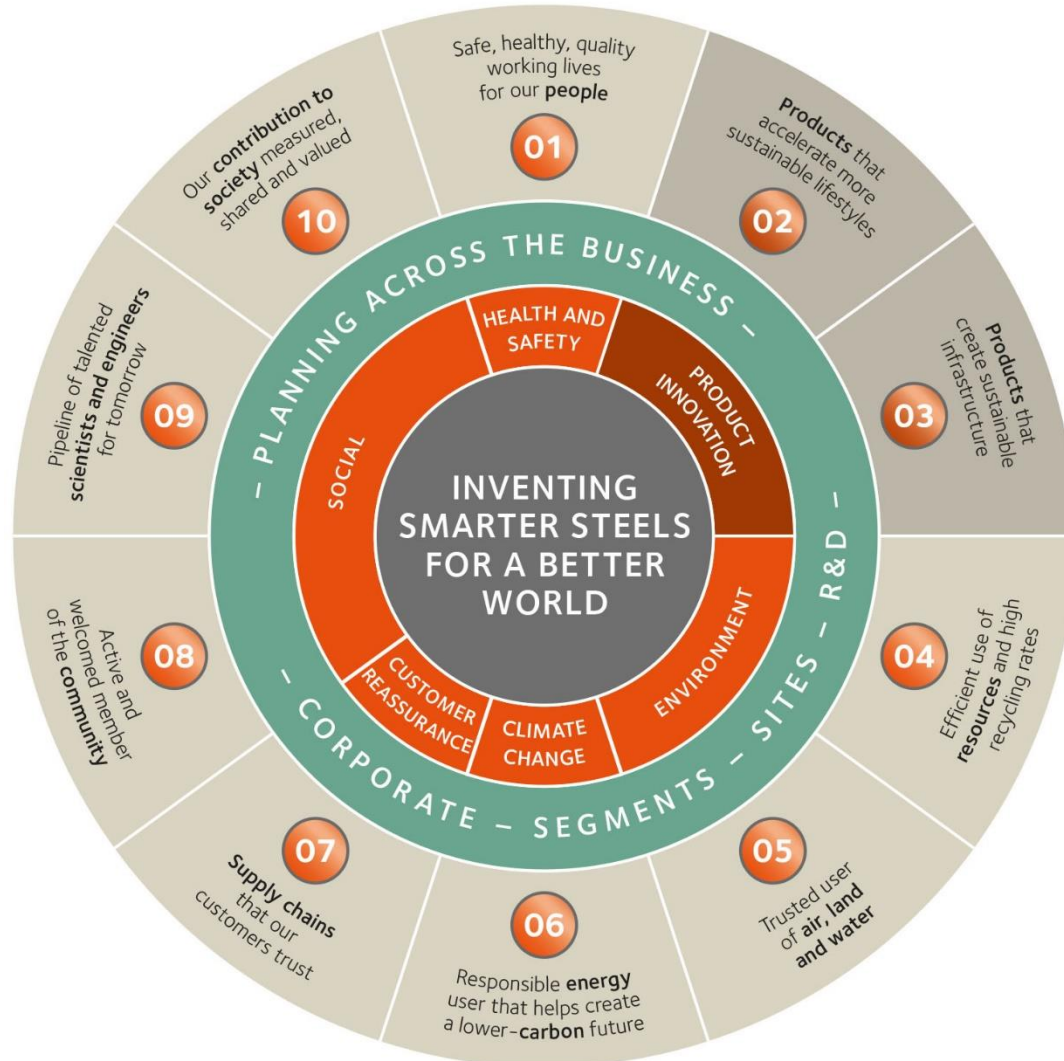 Safe, healthy, quality
working lives
for our people
01
Products that
accelerate more
sustainable lifestyles
02
Products that
create sustainable
infrastructure
03
04
Efficient use of
resources and high
recycling rates
05
Trusted user
of air, land
and water
06
Responsible energy
user that helps create
a lower-carbon future
07
Supply chains
that our
customers trust
08
Active and
welcomed member
of the community
09
Pipeline of talented
scientists and engineers
for tomorrow
10
Our contribution to
society measured,
shared and valued
– PLANNING ACROSS THE BUSINESS –
– CORPORATE – SEGMENTS – SITES – R&D –
HEALTH AND
SAFETY
PRODUCT
INNOVATION
ENVIRONMENT
CLIMATE
CHANGE
CUSTOMER
REASSURANCE
SOCIAL
INVENTING
SMARTER STEELS
FOR A BETTER
WORLD